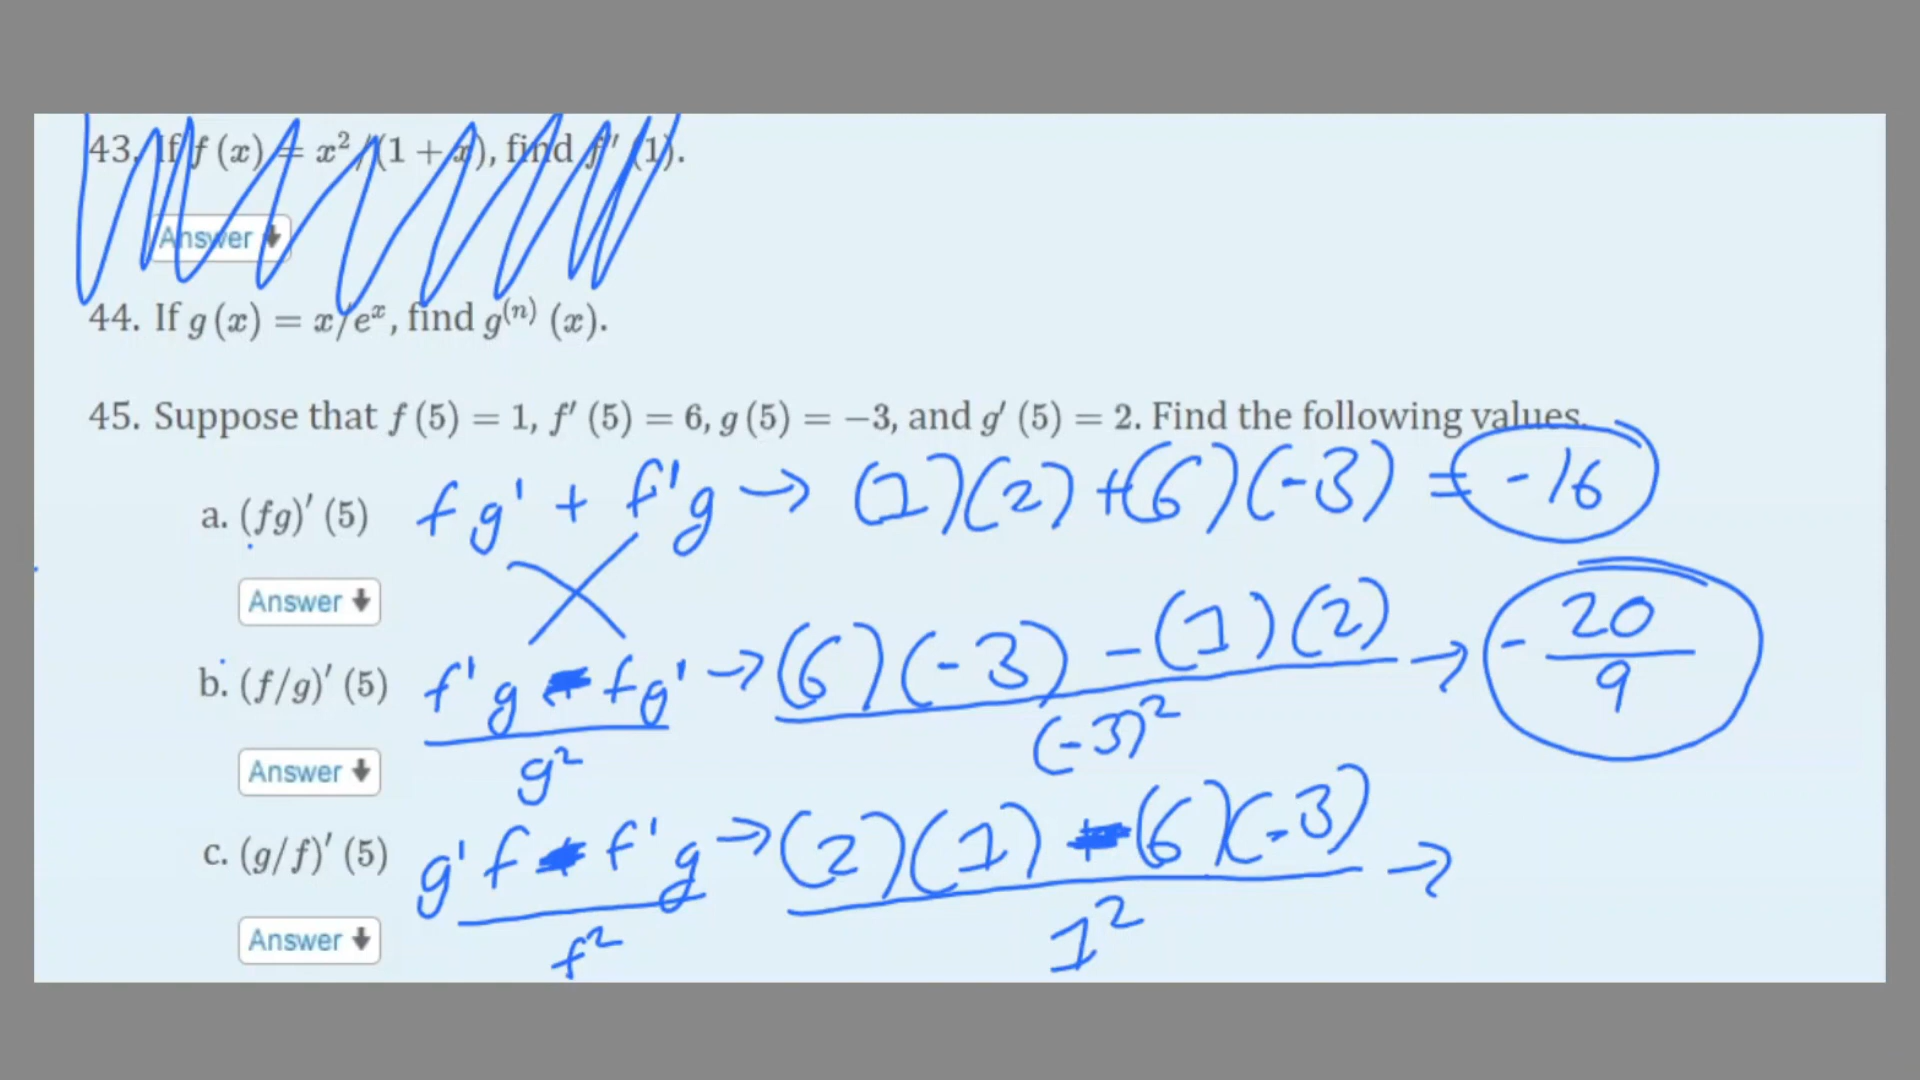 43. If f (x) = x²/(1 + x), find f″ (1).
Answer
44. If g (x) = x/eˣ, find g⁽ⁿ⁾ (x).
45. Suppose that f (5) = 1, f′ (5) = 6, g (5) = −3, and g′ (5) = 2. Find the following values.
a. (fg)′ (5) fg' + f'g → (1)(2) + (6)(-3) = -16
Answer
b. (f/g)′ (5) f'g - fg' / g² → (6)(-3) - (1)(2) / (-3)² → - 20/9
Answer
c. (g/f)′ (5) g'f - f'g / f² → (2)(1) - (6)(-3) / 1² →
Answer